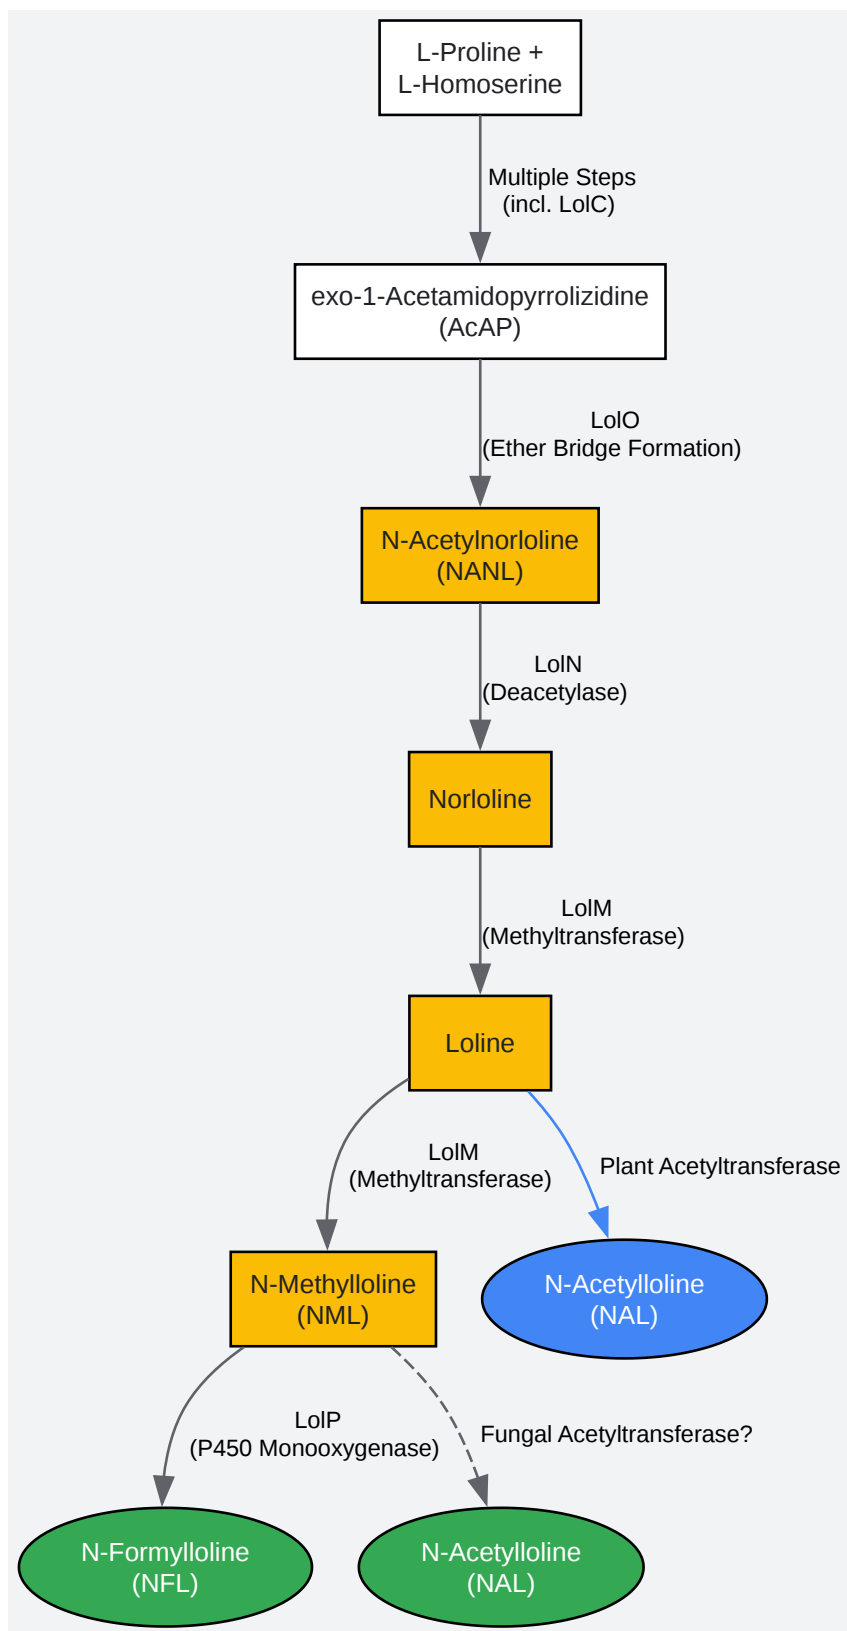 L-Proline +
L-Homoserine
Multiple Steps
(incl. LolC)
exo-1-Acetamidopyrrolizidine
(AcAP)
LolO
(Ether Bridge Formation)
N-Acetylnorloline
(NANL)
LolN
(Deacetylase)
Norloline
LolM
(Methyltransferase)
Loline
LolM
(Methyltransferase)
Plant Acetyltransferase
N-Methylloline
(NML)
N-Acetylloline
(NAL)
LolP
(P450 Monooxygenase)
Fungal Acetyltransferase?
N-Formylloline
(NFL)
N-Acetylloline
(NAL)